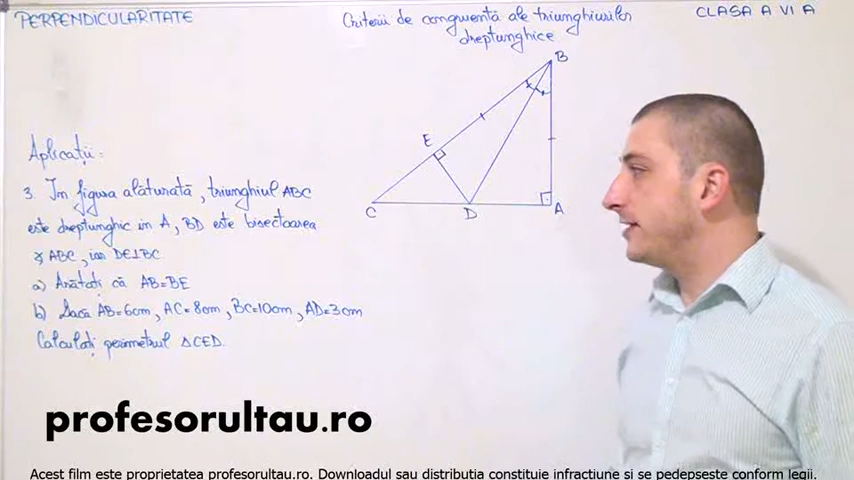 PERPENDICULARITATE
Criterii de congruență ale triunghiurilor
dreptunghice
CLASA A VI A
B
E
C
D
A
Aplicații:
3. În figura alăturată, triunghiul ABC
este dreptunghic în A, BD este bisectoarea
∢ ABC, iar DE⊥BC.
a) Arătați că AB=BE
b) Dacă AB=6cm, AC=8cm, BC=10cm, AD=3cm
Calculați perimetrul △CED.
profesorultau.ro
Acest film este proprietatea profesorultau.ro. Downloadul sau distributia constituie infractiune si se pedepseste conform legii.